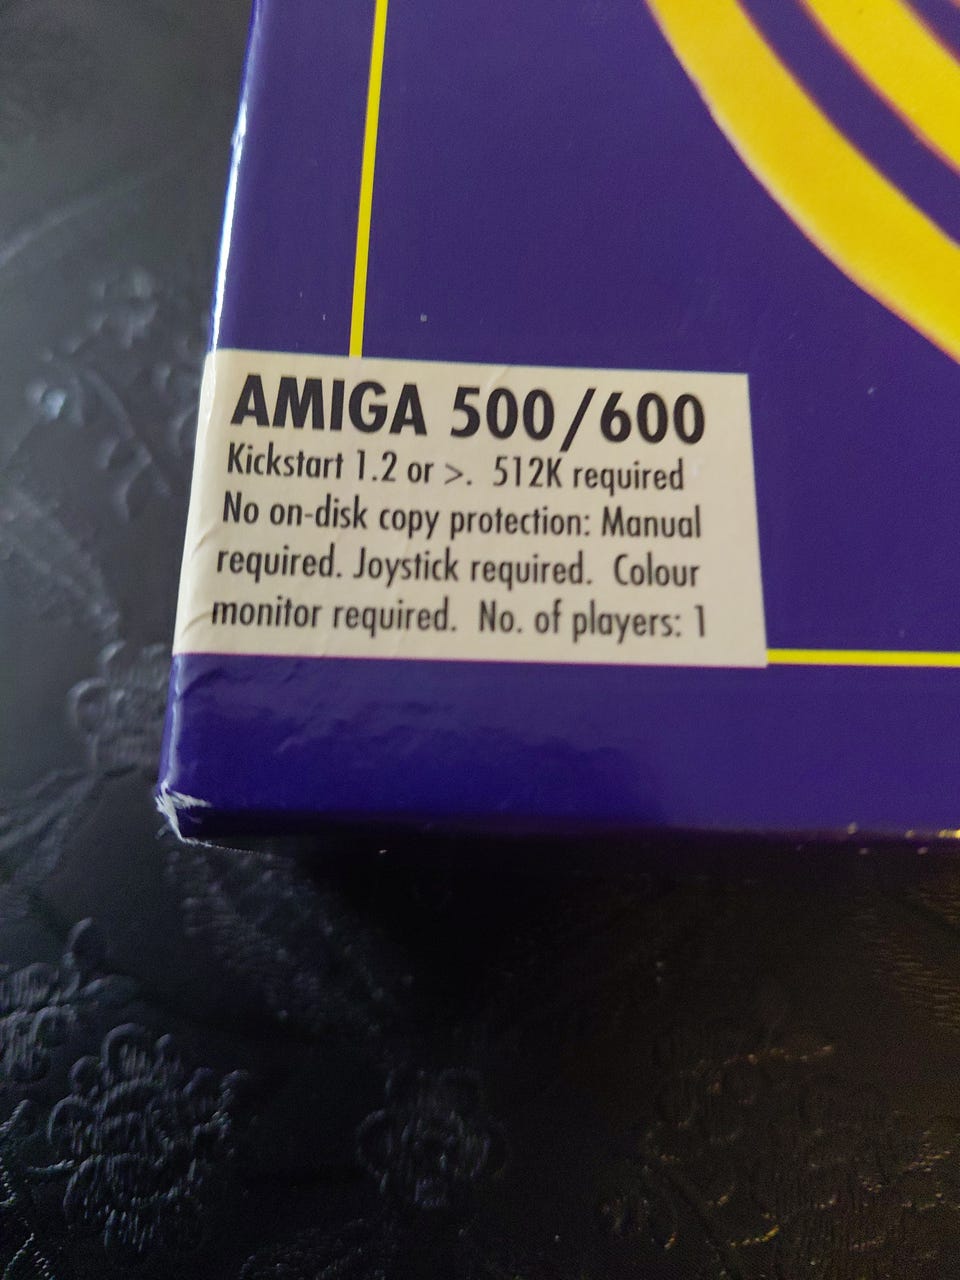 AMIGA 500/600
Kickstart 1.2 or >. 512K required
No on-disk copy protection: Manual
required. Joystick required. Colour
monitor required. No. of players: 1